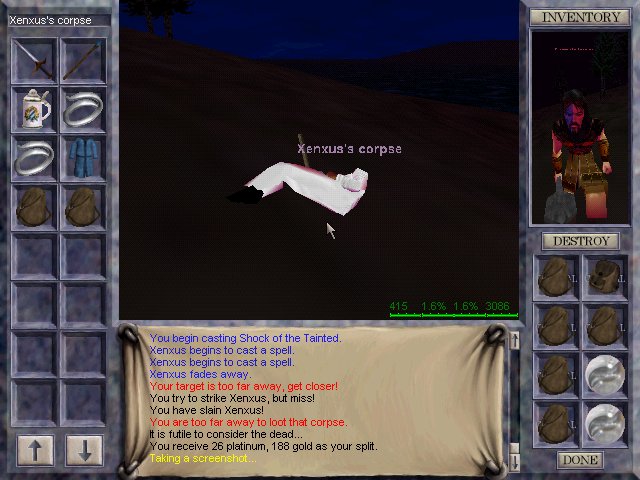 Xenxus's corpse
INVENTORY
Xenxus's corpse
DESTROY
415 1.6% 1.6% 3086
You begin casting Shock of the Tainted.
Xenxus begins to cast a spell.
Xenxus begins to cast a spell.
Xenxus fades away.
Your target is too far away, get closer!
You try to strike Xenxus, but miss!
You have slain Xenxus!
You are too far away to loot that corpse.
It is futile to consider the dead...
You receive 26 platinum, 188 gold as your split.
Taking a screenshot...
DONE